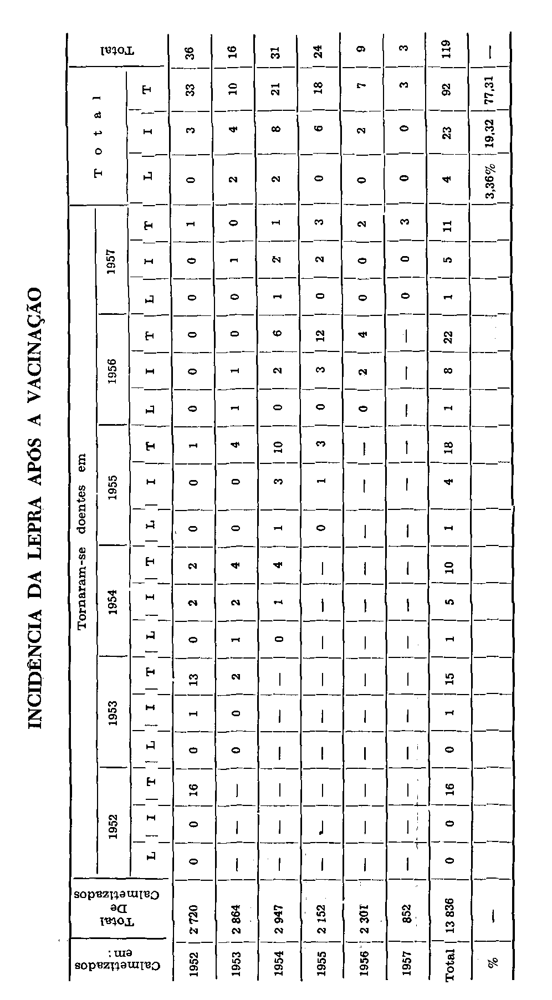 INCIDÊNCIA DA LEPRA APÓS A VACINAÇÃO
Calmetizados em: Total De Calmetizados Tornaram-se doentes em Total Total
1952 1953 1954 1955 1956 1957
L I T L I T L I T L I T L I T L I T L I T
1952 2 720 0 0 16 0 1 13 0 2 2 0 0 1 0 0 0 0 0 1 0 3 33 36
1953 2 864 — — — 0 0 2 1 2 4 0 0 4 1 1 0 0 1 0 2 4 10 16
1954 2 947 — — — — — — 0 1 4 1 3 10 0 2 6 1 2 1 2 8 21 31
1955 2 152 — — — — — — — — — 0 1 3 0 3 12 0 2 3 0 6 18 24
1956 2 301 — — — — — — — — — — — — 0 2 4 0 0 2 0 2 7 9
1957 852 — — — — — — — — — — — — — — — 0 0 3 0 0 3 3
Total 13 836 0 0 16 0 1 15 1 5 10 1 4 18 1 8 22 1 5 11 4 23 92 119
% — 3,36% 19,32 77,31 —